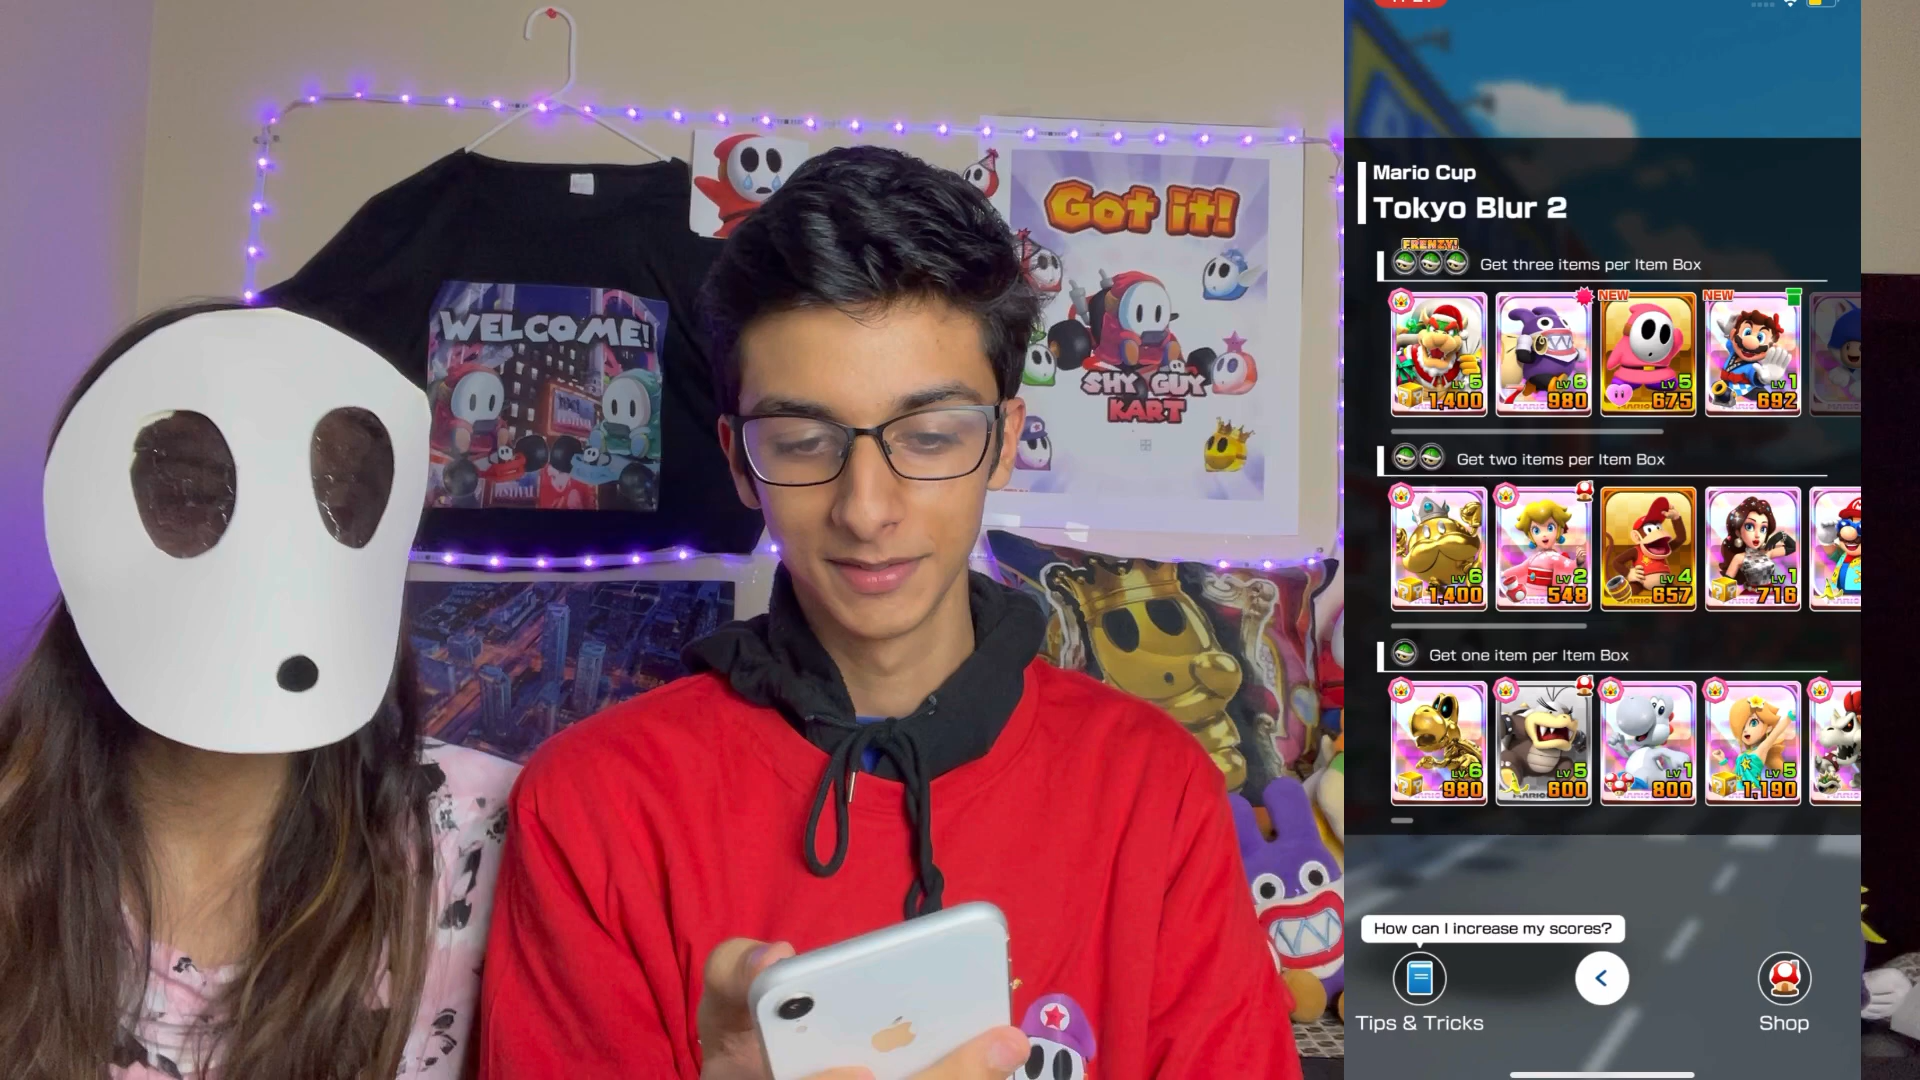 WELCOME!
FESTIVAL
Got it!
SHY GUY
KART
Mario Cup
Tokyo Blur 2
FRENZY!
Get three items per Item Box
NEW
NEW
LV 5
1,400
LV 6
980
LV 5
675
LV 1
692
Get two items per Item Box
LV 6
1,400
LV 2
548
LV 4
657
LV 1
716
Get one item per Item Box
LV 6
980
LV 5
600
LV 1
800
LV 5
1,190
How can I increase my scores?
Tips & Tricks
Shop